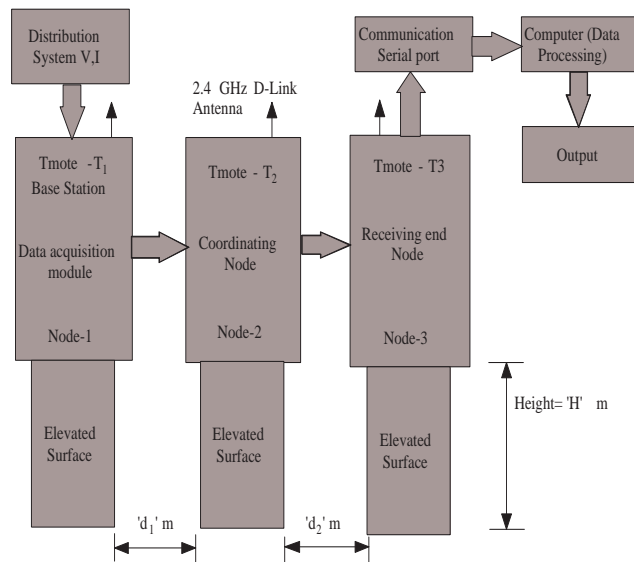 Distribution
System V,I
Communication
Serial port
Computer (Data
Processing)
2.4 GHz D-Link
Antenna
Output
Tmote - T1
Base Station
Data acquisition
module
Node-1
Tmote - T2
Coordinating
Node
Node-2
Tmote - T3
Receiving end
Node
Node-3
Elevated
Surface
Elevated
Surface
Elevated
Surface
Height= 'H' m
'd1' m
'd2' m